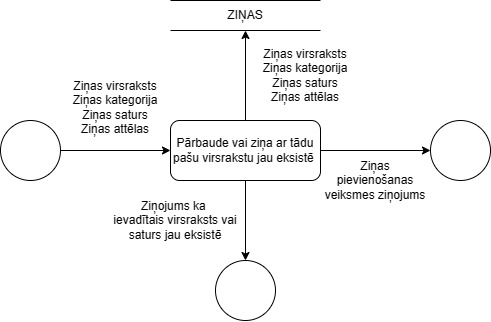 ZIŅAS
Ziņas virsraksts
Ziņas kategorija
Ziņas saturs
Ziņas attēlas
Ziņas virsraksts
Ziņas kategorija
Ziņas saturs
Ziņas attēlas
Pārbaude vai ziņa ar tādu
pašu virsrakstu jau eksistē
Ziņas
pievienošanas
veiksmes ziņojums
Ziņojums ka
ievadītais virsraksts vai
saturs jau eksistē